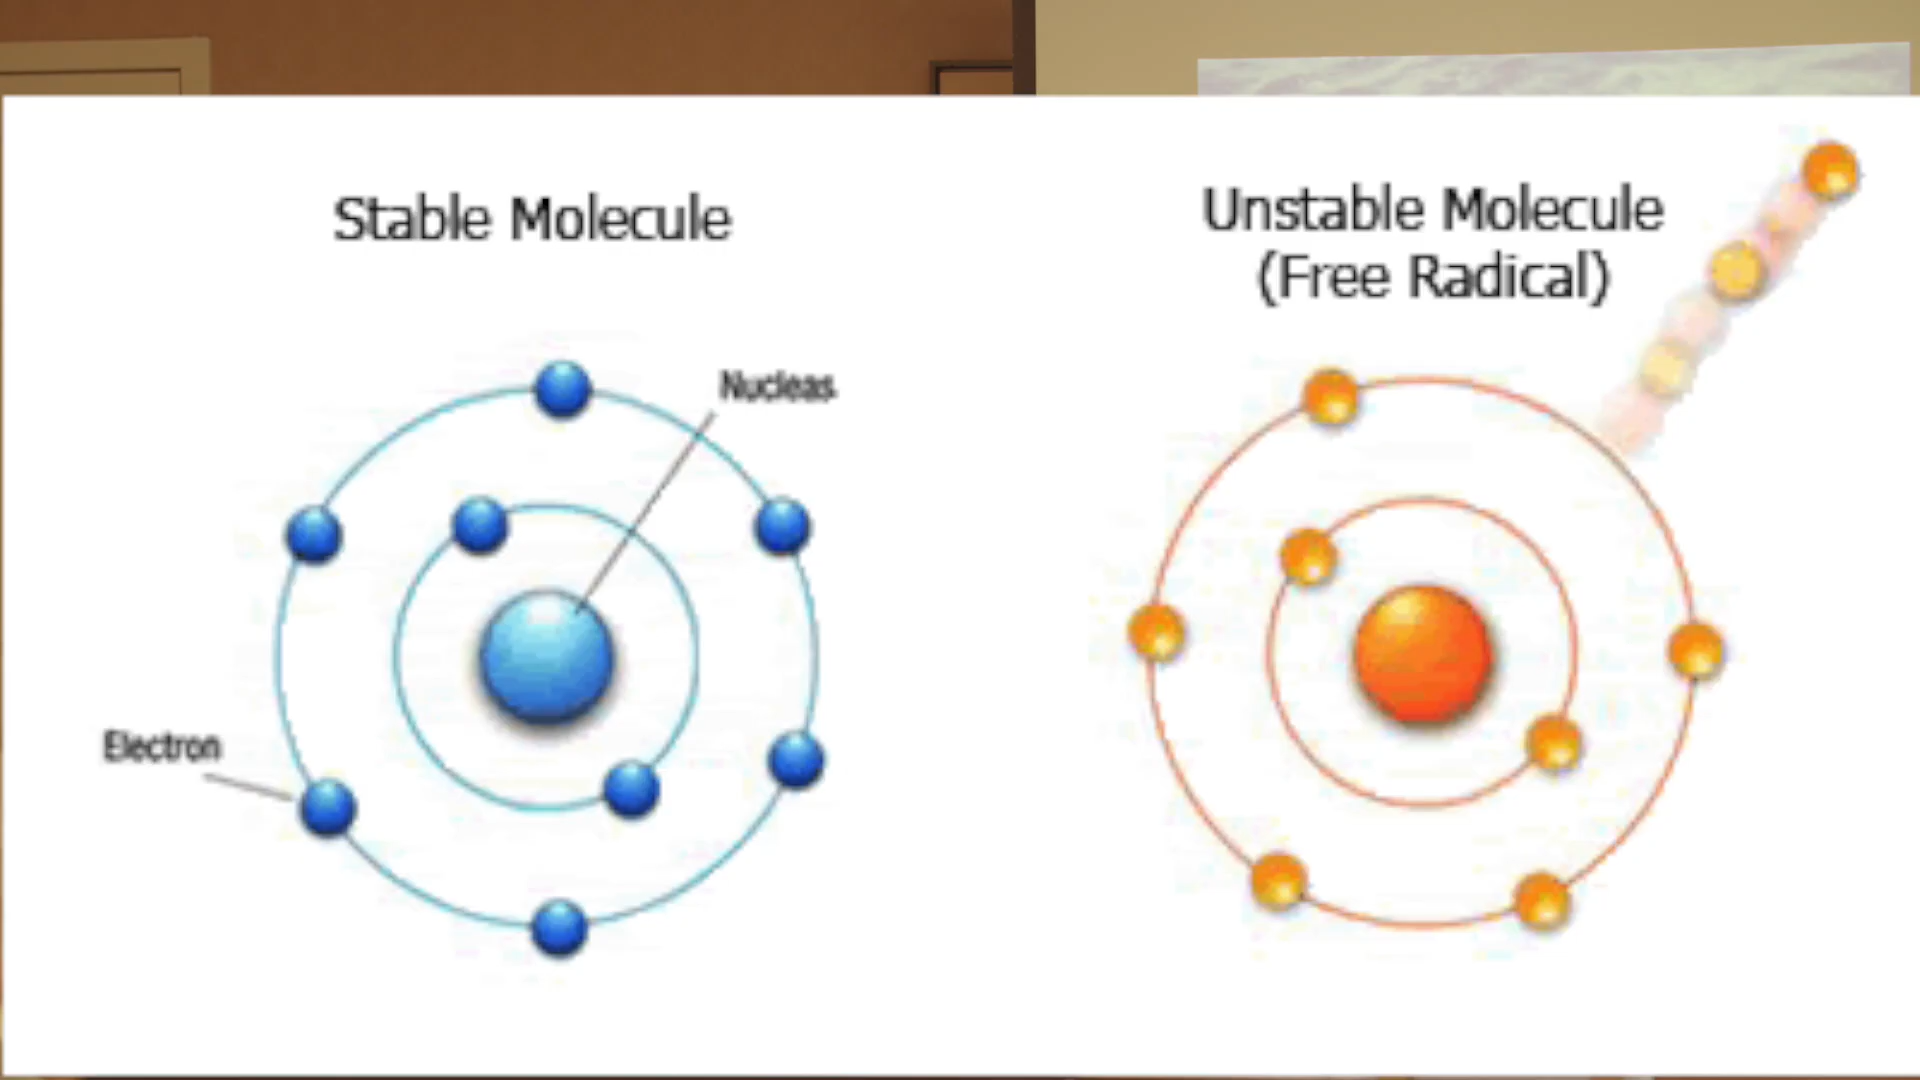 Stable Molecule
Unstable Molecule
(Free Radical)
Nucleas
Electron